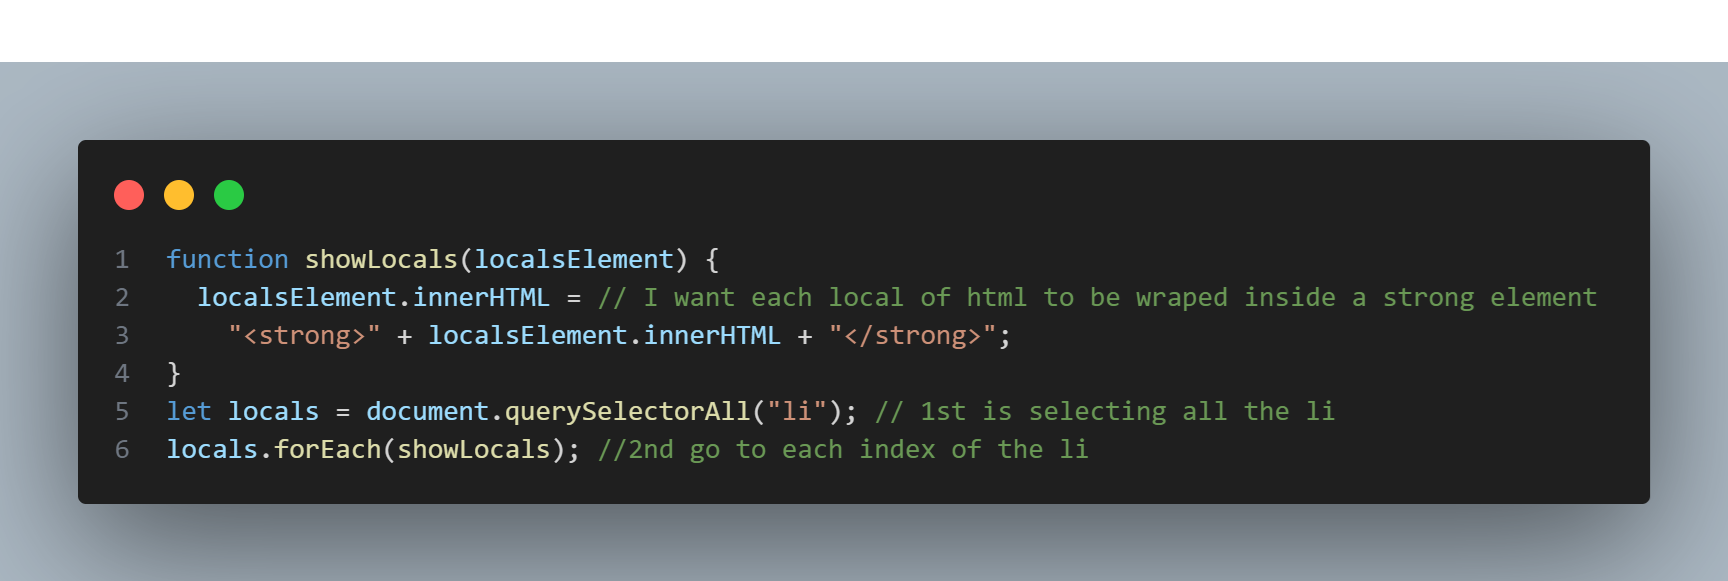 1 function showLocals(localsElement) {
2 localsElement.innerHTML = // I want each local of html to be wraped inside a strong element
3 "<strong>" + localsElement.innerHTML + "</strong>";
4 }
5 let locals = document.querySelectorAll("li"); // 1st is selecting all the li
6 locals.forEach(showLocals); //2nd go to each index of the li